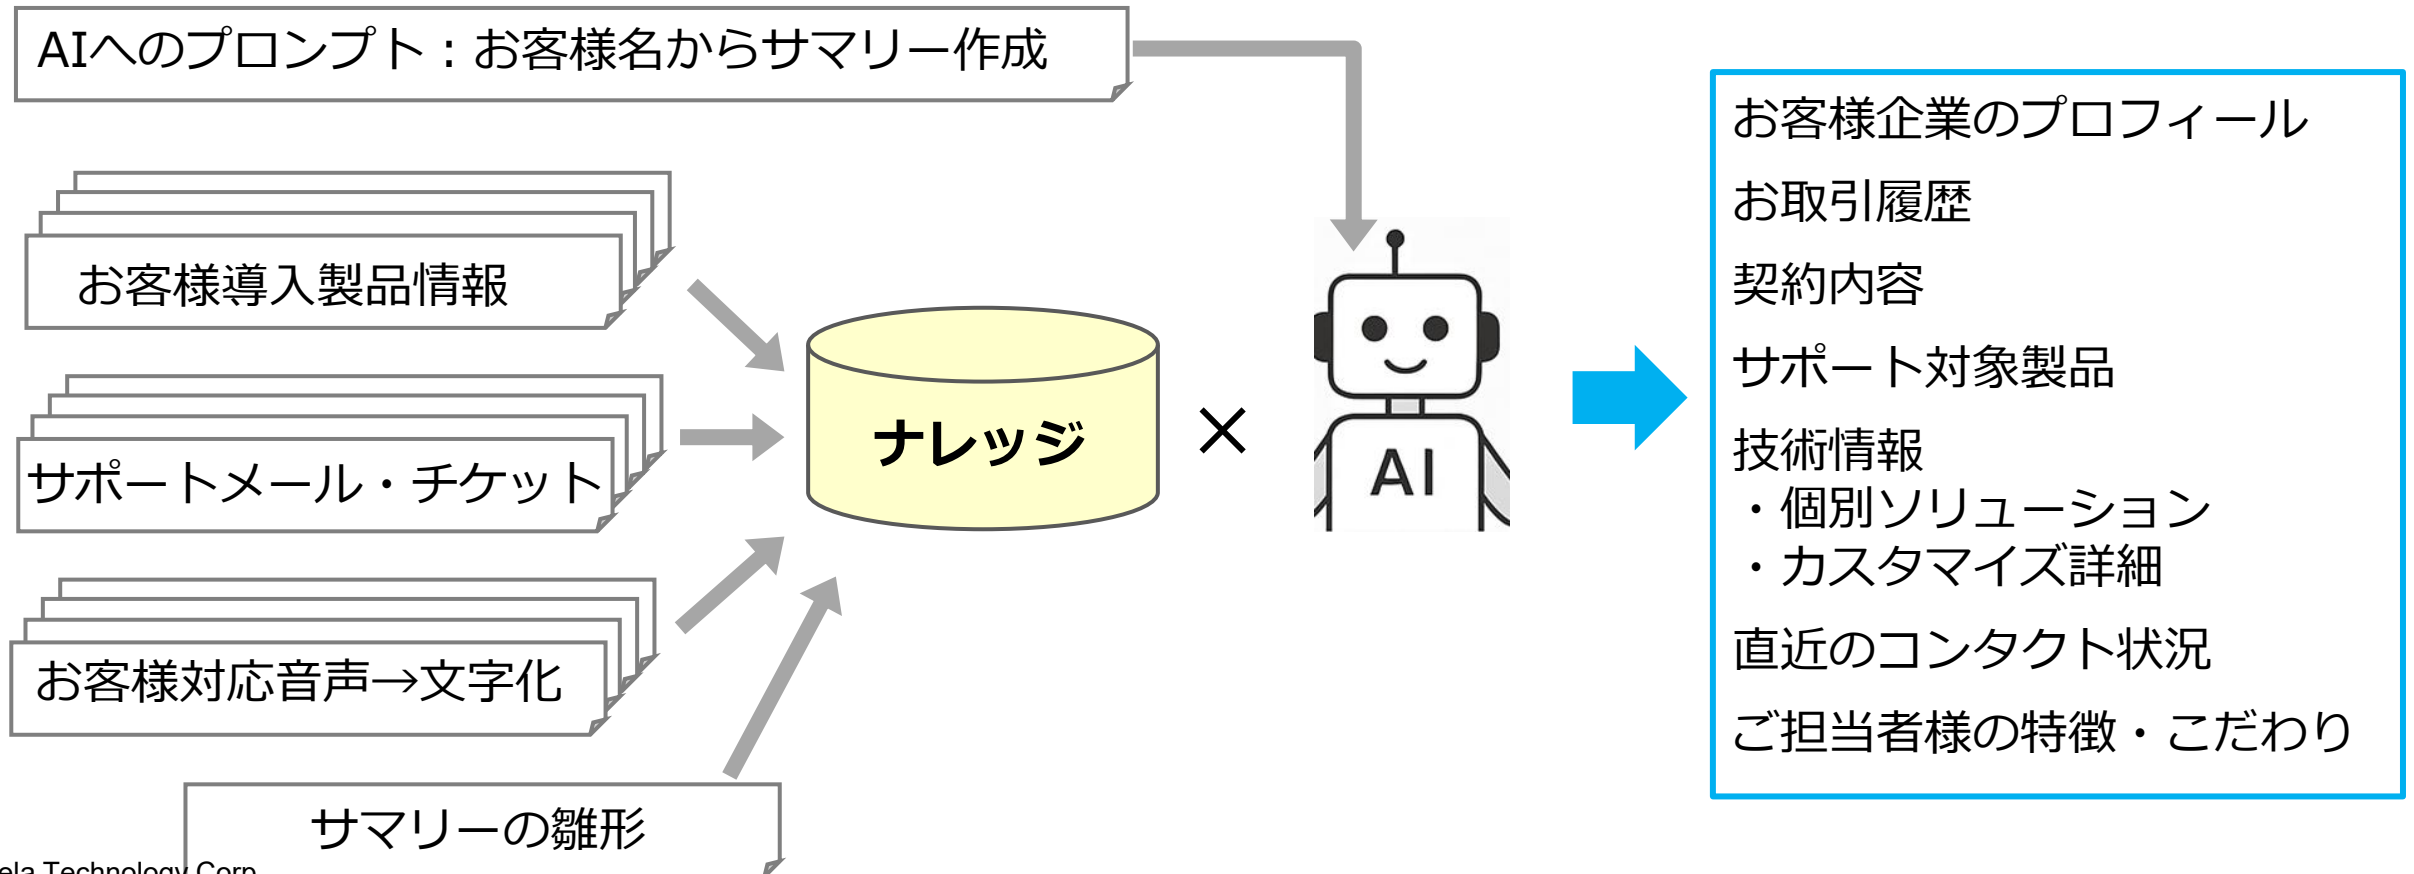 AIへのプロンプト：お客様名からサマリー作成
お客様導入製品情報
サポートメール・チケット
お客様対応音声→文字化
サマリーの雛形
ナレッジ
×
AI
お客様企業のプロフィール
お取引履歴
契約内容
サポート対象製品
技術情報
・個別ソリューション
・カスタマイズ詳細
直近のコンタクト状況
ご担当者様の特徴・こだわり
Technology Corp